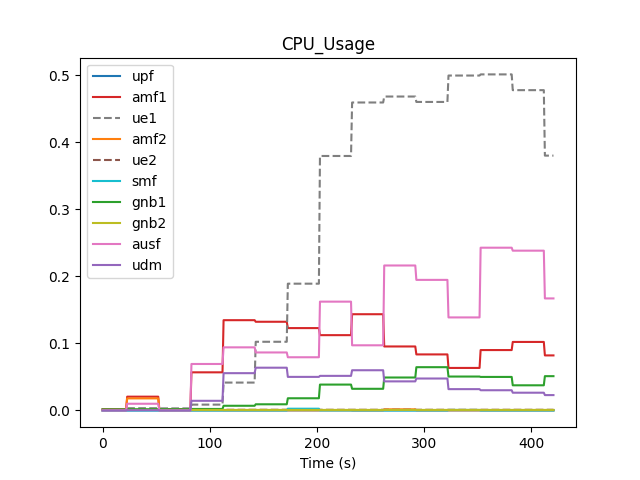 CPU_Usage
upf
amf1
ue1
amf2
ue2
smf
gnb1
gnb2
ausf
udm
0.5
0.4
0.3
0.2
0.1
0.0
0 100 200 300 400
Time (s)